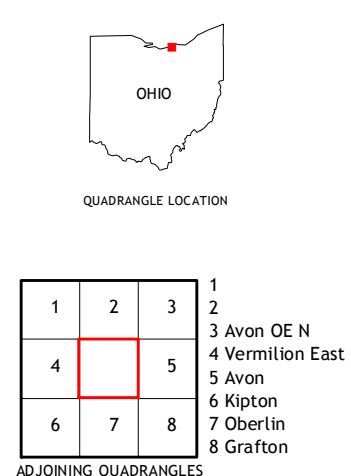 OHIO
QUADRANGLE LOCATION
1 2 3
4 5
6 7 8
1
2
3 Avon OE N
4 Vermilion East
5 Avon
6 Kipton
7 Oberlin
8 Grafton
ADJOINING QUADRANGLES